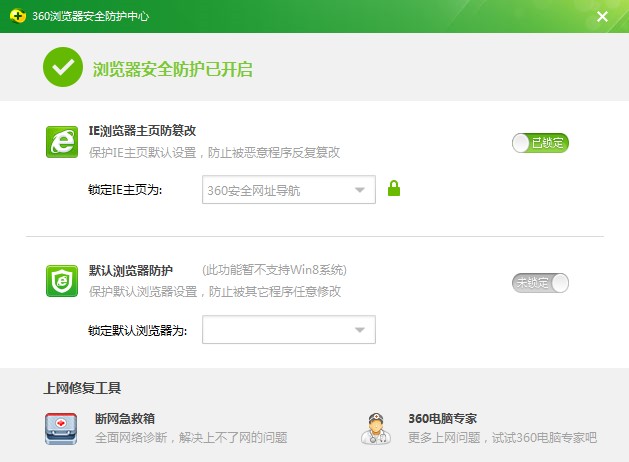 360浏览器安全防护中心
浏览器安全防护已开启
IE浏览器主页防篡改
保护IE主页默认设置，防止被恶意程序反复篡改
已锁定
锁定IE主页为:
360安全网址导航
默认浏览器防护 (此功能暂不支持Win8系统)
保护默认浏览器设置，防止被其它程序任意修改
未锁定
锁定默认浏览器为:
上网修复工具
断网急救箱
全面网络诊断，解决上不了网的问题
360电脑专家
更多上网问题，试试360电脑专家吧